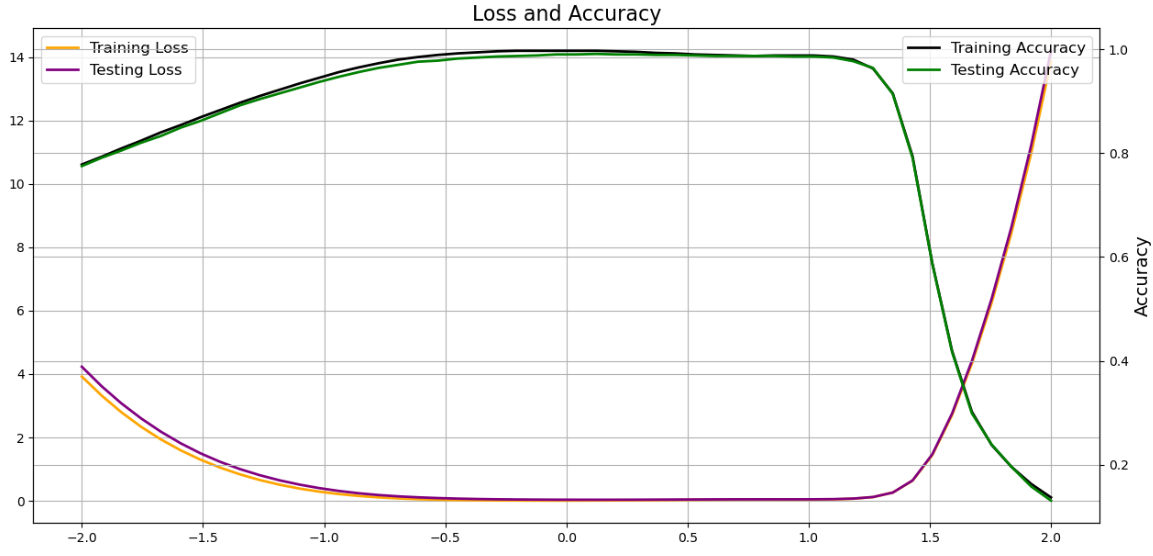 Loss and Accuracy
Training Loss
Testing Loss
Training Accuracy
Testing Accuracy
14
12
10
8
6
4
2
0
1.0
0.8
0.6
0.4
0.2
Accuracy
−2.0 −1.5 −1.0 −0.5 0.0 0.5 1.0 1.5 2.0